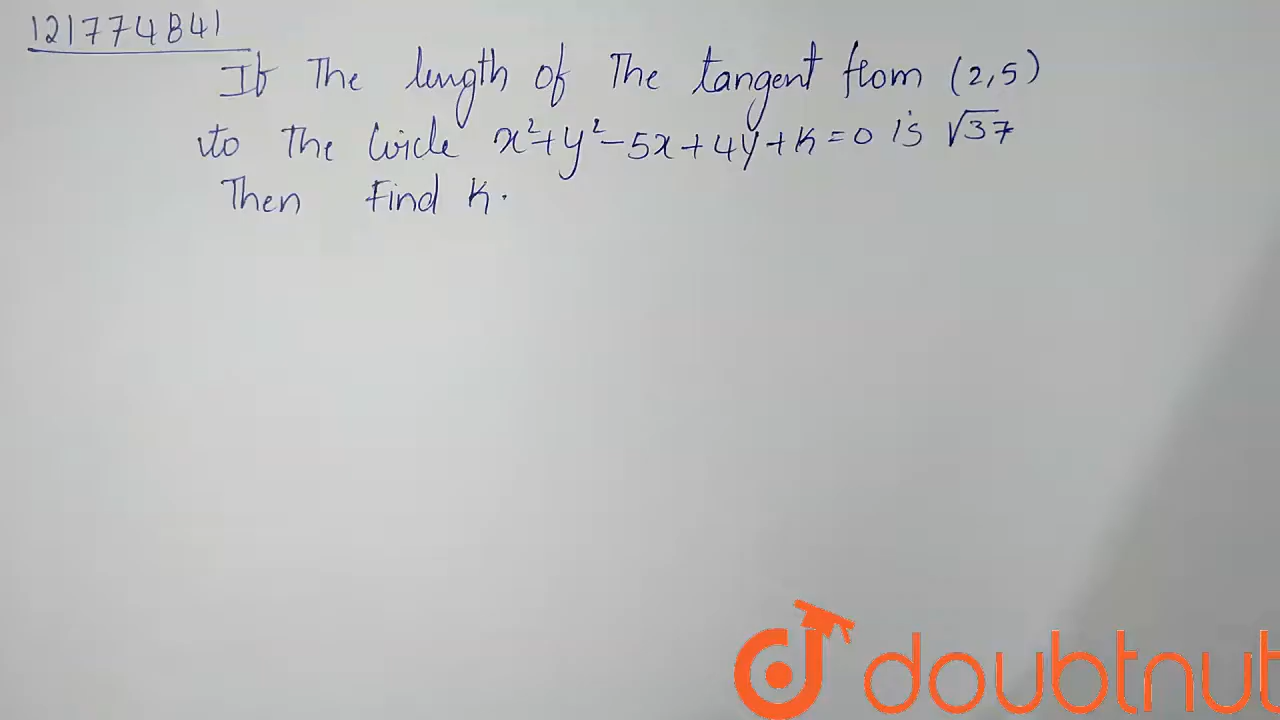 121774841
If The length of The tangent from (2,5)
to The Circle x²+y²-5x+4y+k=0 is √37
Then Find K.
doubtnut